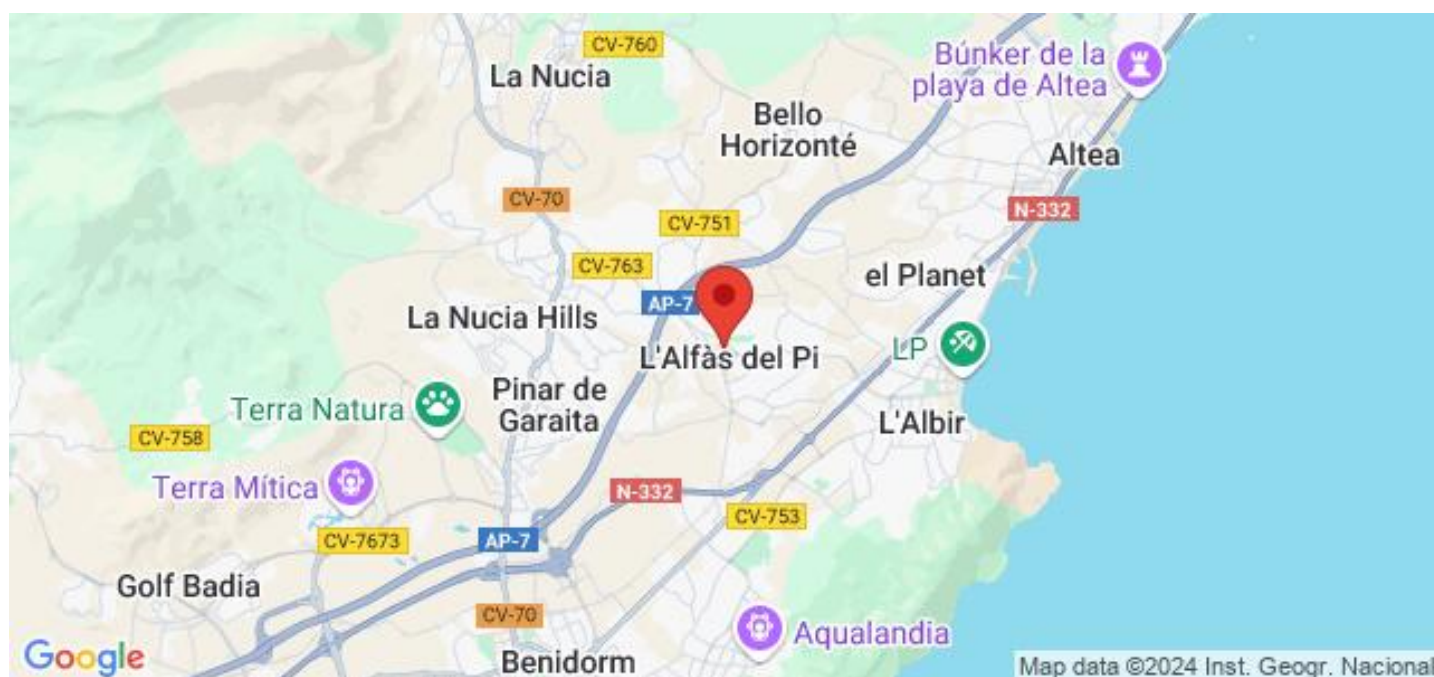 CV-760
La Nucia
Búnker de la
playa de Altea
Bello
Horizonté
Altea
CV-70
N-332
CV-751
CV-763
el Planet
AP-7
La Nucia Hills
L'Alfàs del Pi
LP
Pinar de
Garaita
Terra Natura
L'Albir
CV-758
Terra Mítica
N-332
CV-753
CV-7673
AP-7
Golf Badia
CV-70
Aqualandia
Google
Benidorm
Map data ©2024 Inst. Geogr. Nacional